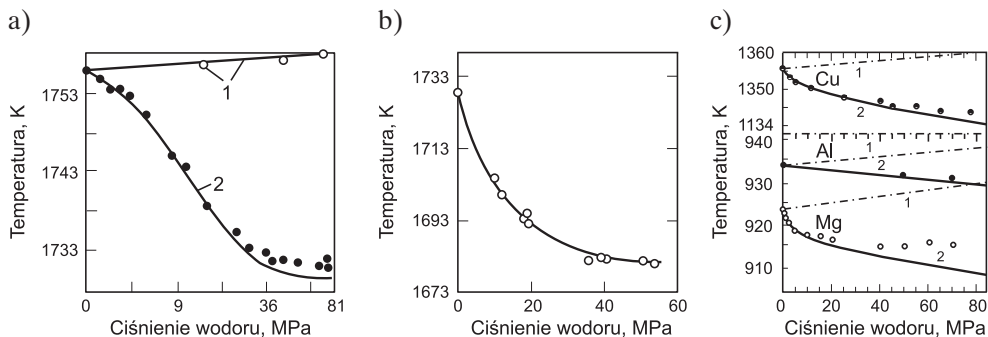 a)
Temperatura, K
1753
1743
1733
1
2
0
9
36
81
Ciśnienie wodoru, MPa
b)
Temperatura, K
1733
1713
1693
1673
0
20
40
60
Ciśnienie wodoru, MPa
c)
Temperatura, K
1360
1350
1134
940
930
920
910
1
Cu
2
1
Al
2
1
Mg
2
0
20
40
60
80
Ciśnienie wodoru, MPa